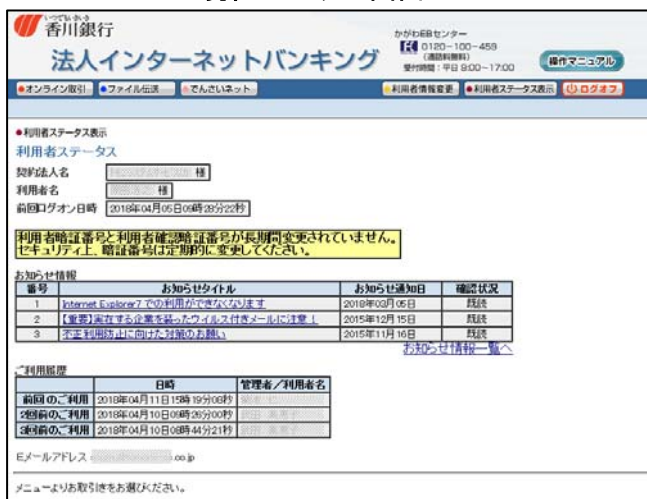 いつでもあなたと
香川銀行
法人インターネットバンキング
かがわEBセンター
0120-100-459
(通話料無料)
受付時間：平日 9:00～17:00
操作マニュアル
●オンライン取引 ●ファイル伝送 ●でんさいネット ●利用者情報変更 ●利用者ステータス表示 ログオフ
●利用者ステータス表示
利用者ステータス
契約法人名 様
利用者名 様
前回ログオン日時 2018年04月05日09時28分22秒
利用者暗証番号と利用者確認暗証番号が長期間変更されていません。
セキュリティ上、暗証番号は定期的に変更してください。
お知らせ情報
番号 お知らせタイトル お知らせ通知日 確認状況
1 Internet Explorer7 での利用ができなくなります 2018年03月05日 既読
2 【重要】実在する企業を装ったウイルス付きメールに注意！ 2015年12月15日 既読
3 不正利用防止に向けた対策のお願い 2015年11月16日 既読
お知らせ情報一覧へ
ご利用履歴
日時 管理者／利用者名
前回のご利用 2018年04月11日15時19分08秒
2回前のご利用 2018年04月10日09時26分00秒
3回前のご利用 2018年04月10日08時44分21秒
Eメールアドレス .co.jp
メニューよりお取引きをお選びください。